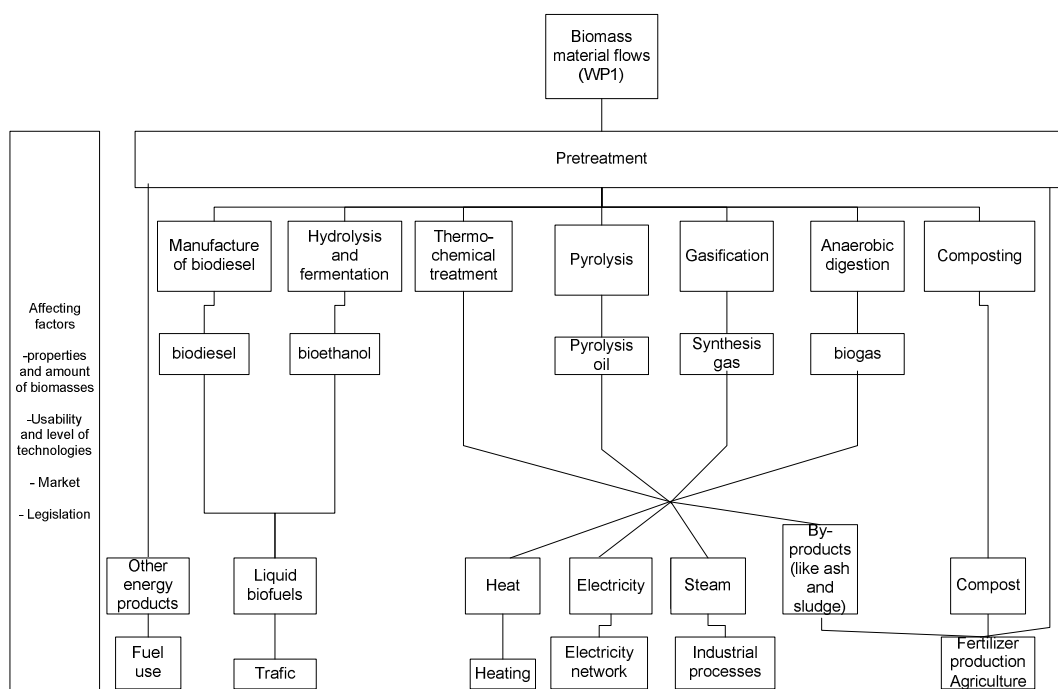 Biomass
material flows
(WP1)
Pretreatment
Manufacture
of biodiesel
Hydrolysis
and
fermentation
Thermo-
chemical
treatment
Pyrolysis
Gasification
Anaerobic
digestion
Composting
Affecting
factors
-properties
and amount
of biomasses
-Usability
and level of
technologies
- Market
- Legislation
biodiesel
bioethanol
Pyrolysis
oil
Synthesis
gas
biogas
Other
energy
products
Liquid
biofuels
Heat
Electricity
Steam
By-
products
(like ash
and
sludge)
Compost
Fuel
use
Trafic
Heating
Electricity
network
Industrial
processes
Fertilizer
production
Agriculture